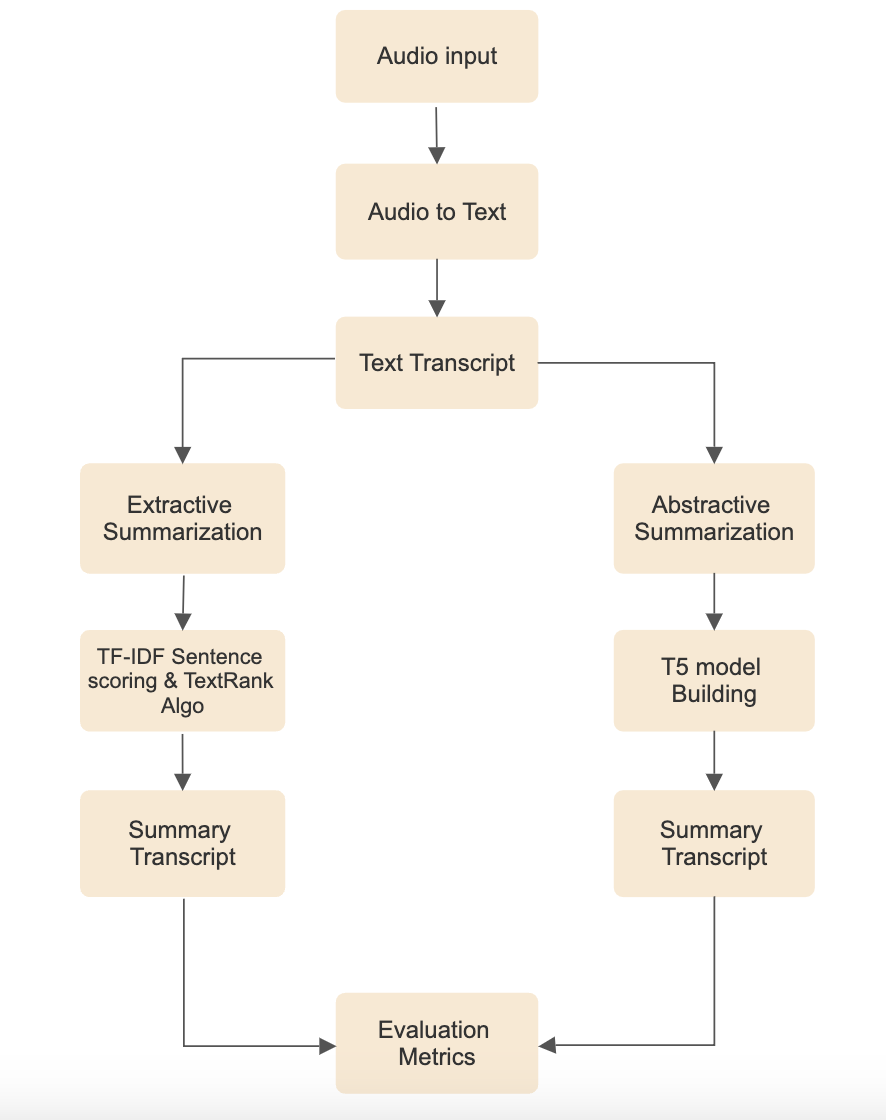 Audio input
Audio to Text
Text Transcript
Extractive
Summarization
Abstractive
Summarization
TF-IDF Sentence
scoring & TextRank
Algo
T5 model
Building
Summary
Transcript
Summary
Transcript
Evaluation
Metrics